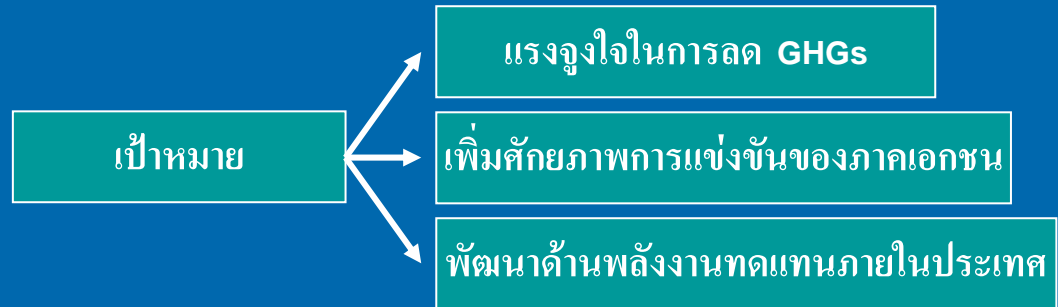 แรงจูงใจในการลด GHGs
เป้าหมาย
เพิ่มศักยภาพการแข่งขันของภาคเอกชน
พัฒนาด้านพลังงานทดแทนภายในประเทศ